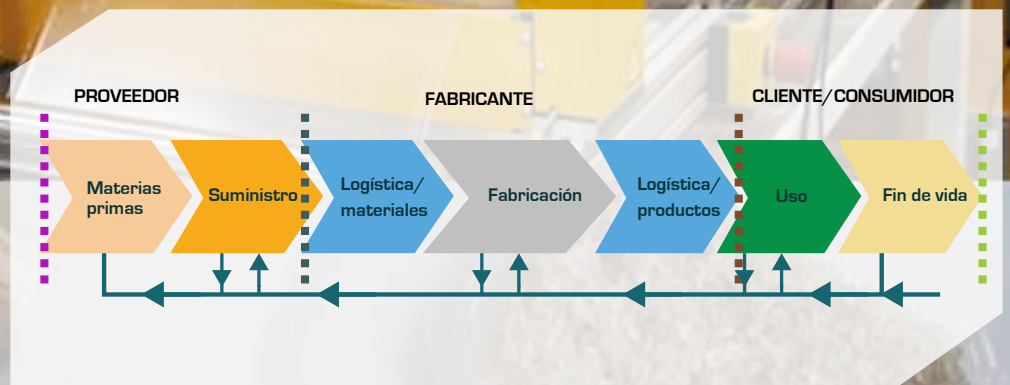 PROVEEDOR
FABRICANTE
CLIENTE/CONSUMIDOR
Materias
primas
Suministro
Logística/
materiales
Fabricación
Logística/
productos
Uso
Fin de vida